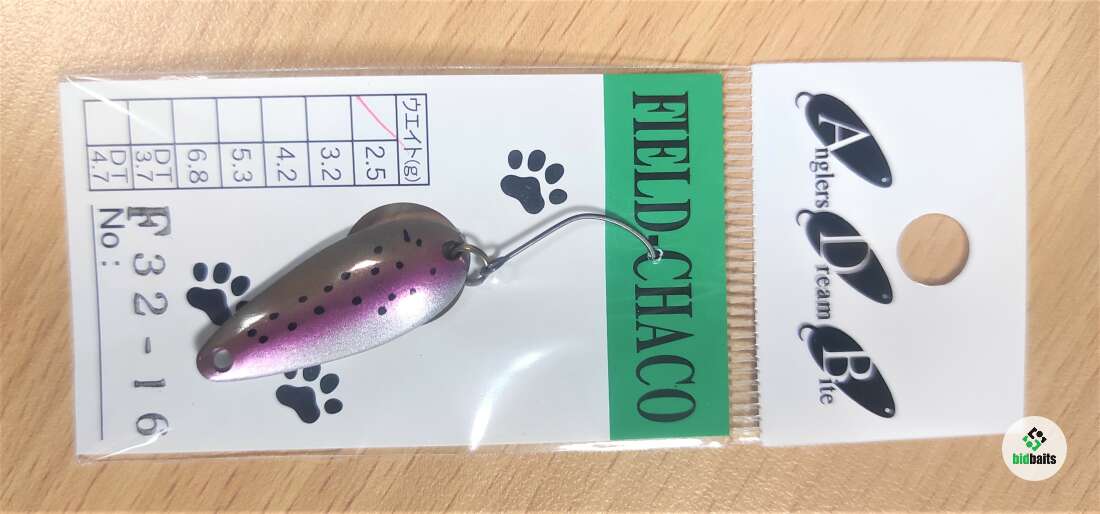 FIELD-CHACO
ウエイト(g)
2.5
3.2
4.2
5.3
6.8
DT
3.7
DT
4.7
No: F32-16
Anglers
Dream
Bite
bidbaits